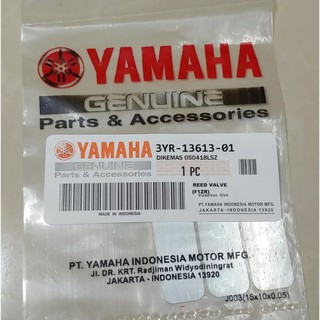 YAMAHA
GENUINE
Parts & Accessories
YAMAHA
GENUINE
Parts & Accessories
3YR-13613-01
DIKEMAS 050418LSZ
1 PC
REED VALVE
(F1ZR)
MADE IN INDONESIA
PT. YAMAHA INDONESIA MOTOR MFG.
JAKARTA - INDONESIA 13920
PT. YAMAHA INDONESIA MOTOR MFG.
Jl. DR. KRT. Radjiman Widyodiningrat
JAKARTA - INDONESIA 13920
J003(15x10x0.05)